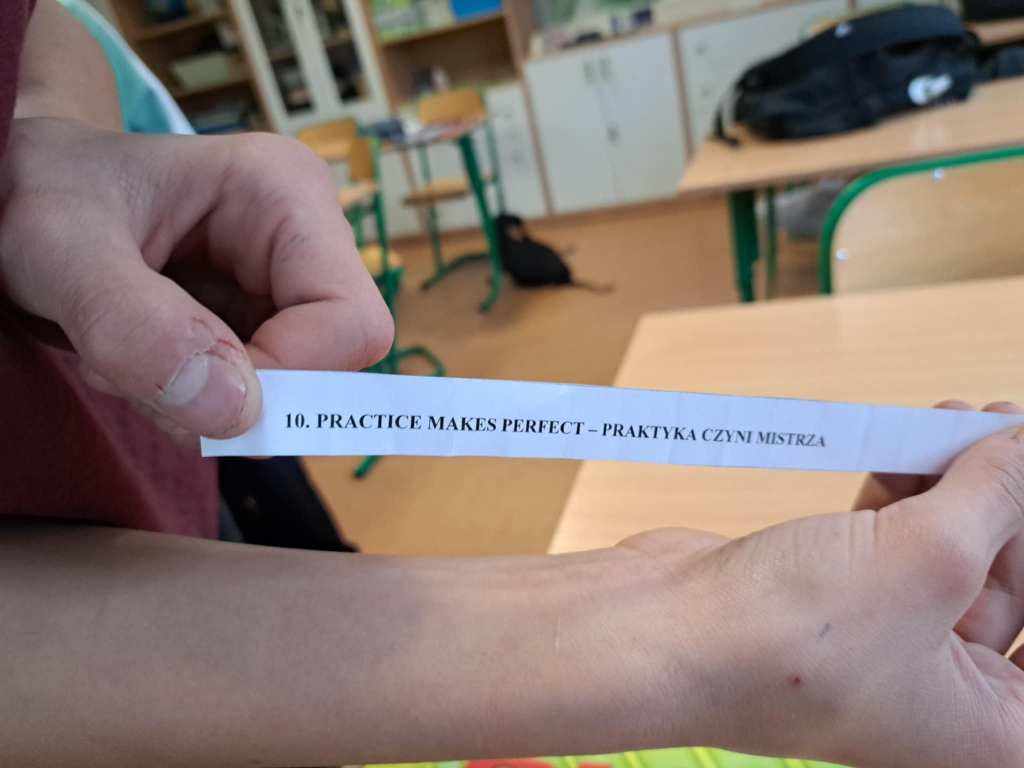 10. PRACTICE MAKES PERFECT – PRAKTYKA CZYNI MISTRZA